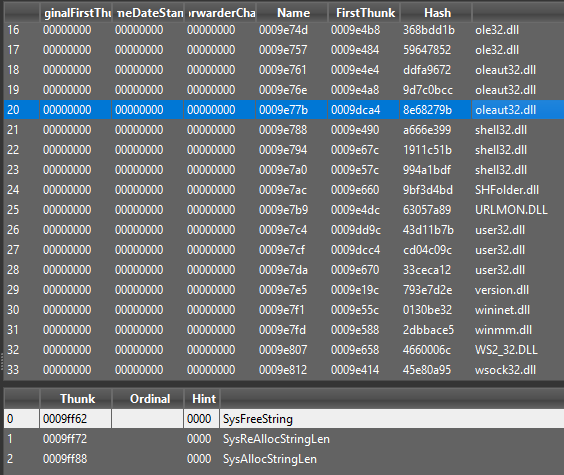 ginalFirstThu meDateStan orwarderCha Name FirstThunk Hash
16 00000000 00000000 00000000 0009e74d 0009e4b8 368bdd1b ole32.dll
17 00000000 00000000 00000000 0009e757 0009e484 59647852 ole32.dll
18 00000000 00000000 00000000 0009e761 0009e4e4 ddfa9672 oleaut32.dll
19 00000000 00000000 00000000 0009e76e 0009e4a8 9d7c0bcc oleaut32.dll
20 00000000 00000000 00000000 0009e77b 0009dca4 8e68279b oleaut32.dll
21 00000000 00000000 00000000 0009e788 0009e490 a666e399 shell32.dll
22 00000000 00000000 00000000 0009e794 0009e67c 1911c51b shell32.dll
23 00000000 00000000 00000000 0009e7a0 0009e57c 994a1bdf shell32.dll
24 00000000 00000000 00000000 0009e7ac 0009e660 9bf3d4bd SHFolder.dll
25 00000000 00000000 00000000 0009e7b9 0009e4dc 63057a89 URLMON.DLL
26 00000000 00000000 00000000 0009e7c4 0009dd9c 43d11b7b user32.dll
27 00000000 00000000 00000000 0009e7cf 0009dcc4 cd04c09c user32.dll
28 00000000 00000000 00000000 0009e7da 0009e670 33ceca12 user32.dll
29 00000000 00000000 00000000 0009e7e5 0009e19c 793e7d2e version.dll
30 00000000 00000000 00000000 0009e7f1 0009e55c 0130be32 wininet.dll
31 00000000 00000000 00000000 0009e7fd 0009e588 2dbbace5 winmm.dll
32 00000000 00000000 00000000 0009e807 0009e658 4660006c WS2_32.DLL
33 00000000 00000000 00000000 0009e812 0009e414 45e80a95 wsock32.dll
Thunk Ordinal Hint
0 0009ff62 0000 SysFreeString
1 0009ff72 0000 SysReAllocStringLen
2 0009ff88 0000 SysAllocStringLen